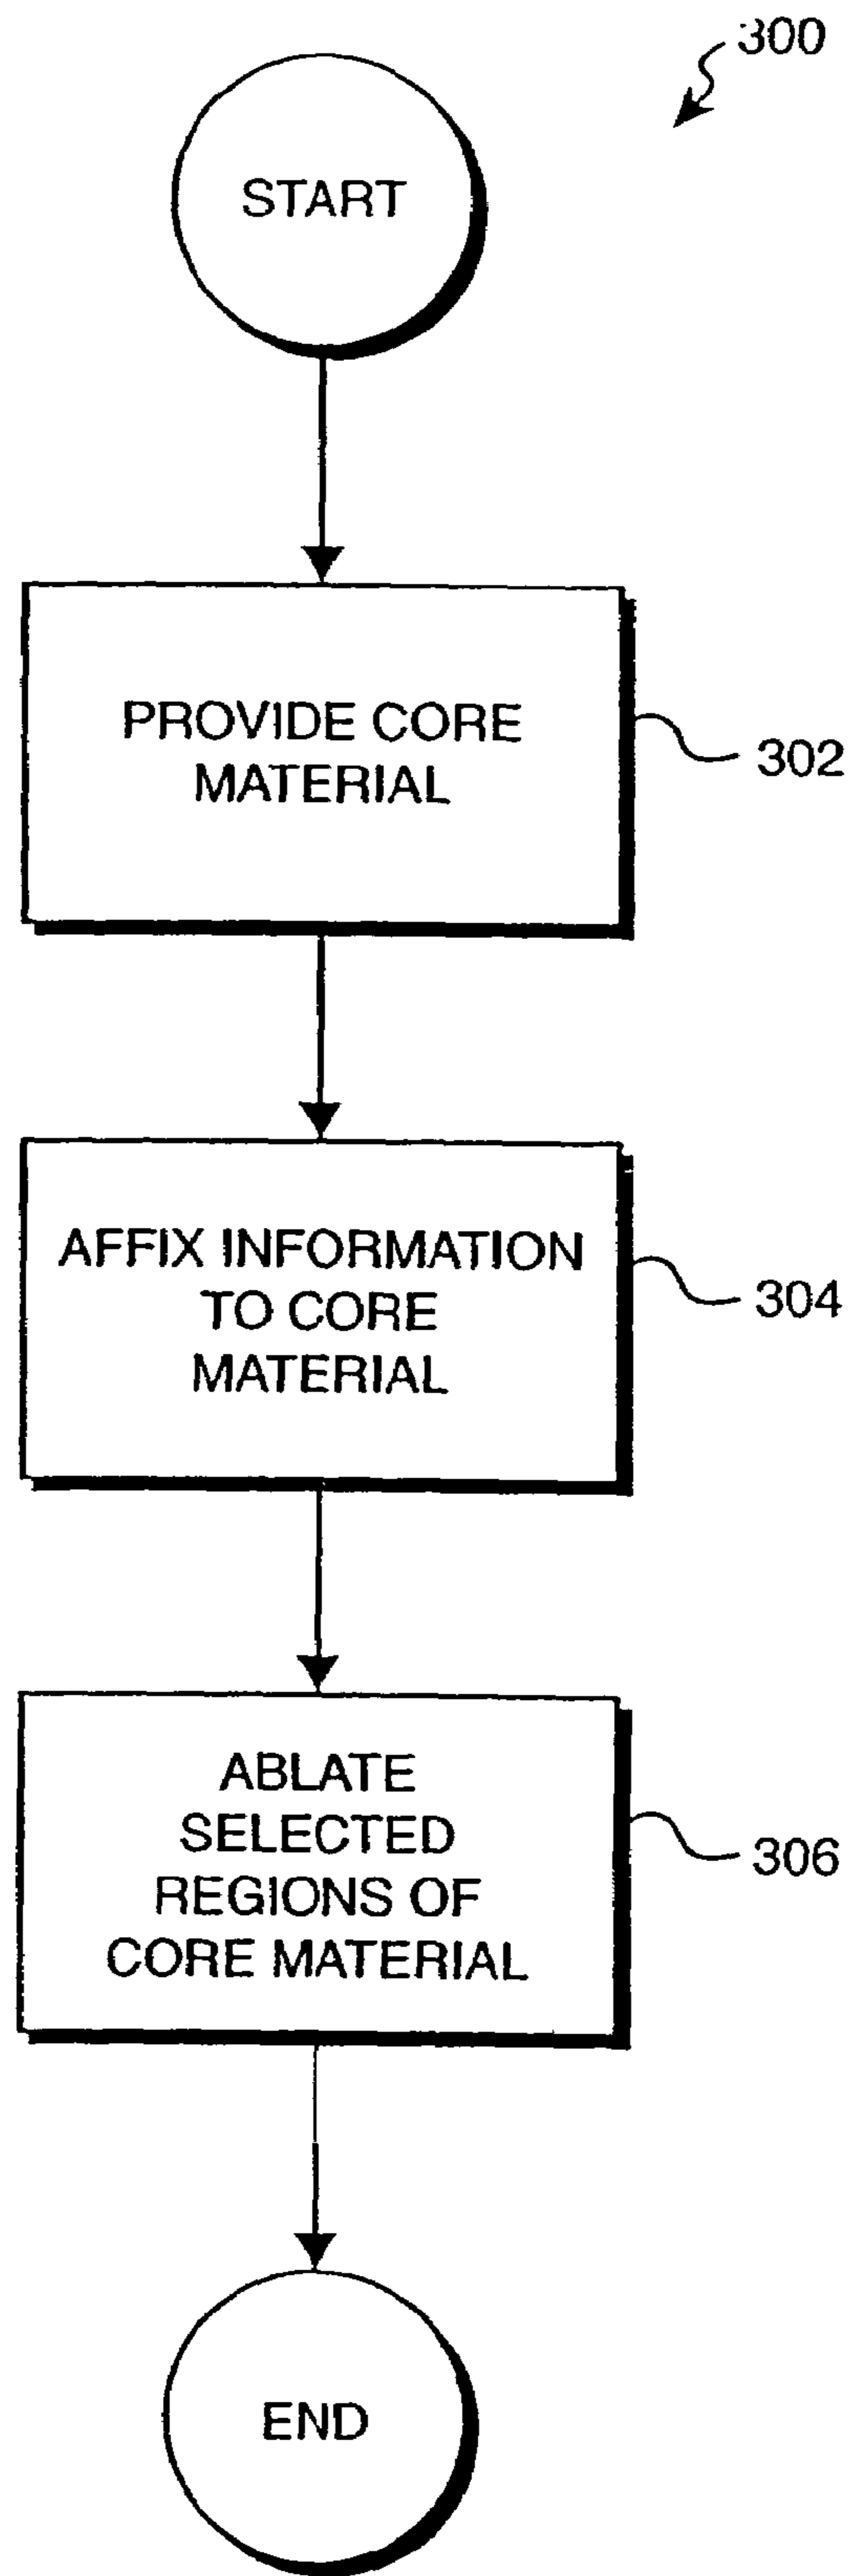 300
START
PROVIDE CORE
MATERIAL
302
AFFIX INFORMATION
TO CORE
MATERIAL
304
ABLATE
SELECTED
REGIONS OF
CORE MATERIAL
306
END